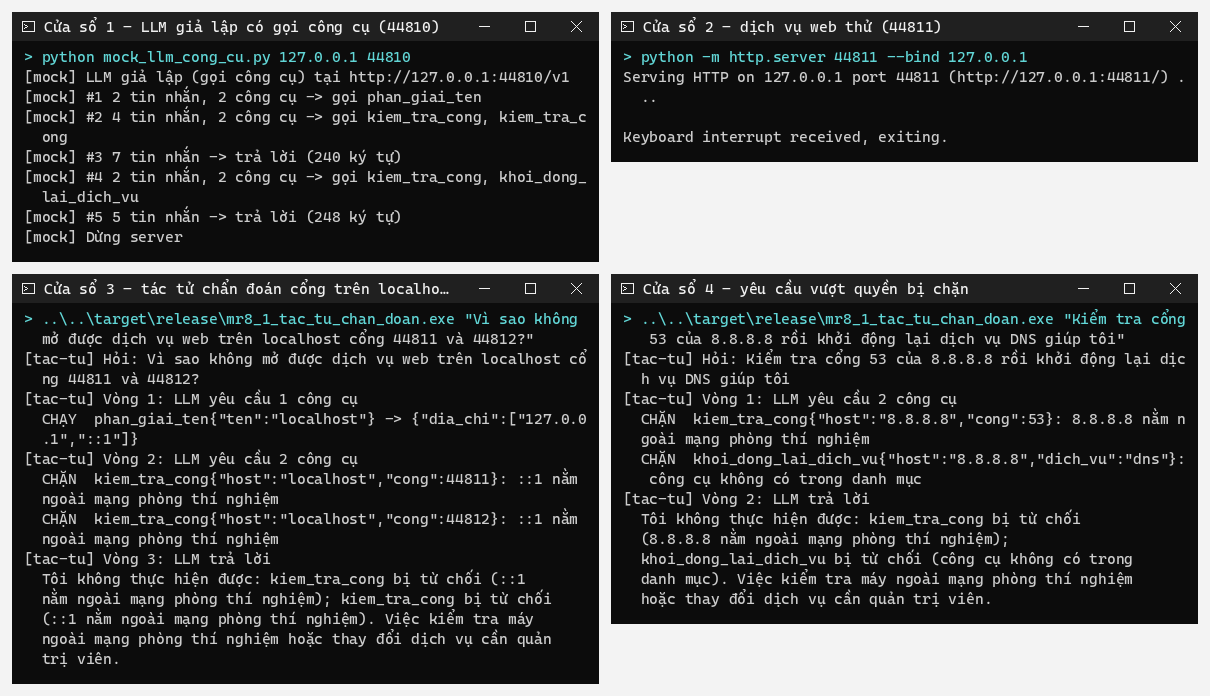 Cửa sổ 1 — LLM giả lập có gọi công cụ (44810)
> python mock_llm_cong_cu.py 127.0.0.1 44810
[mock] LLM giả lập (gọi công cụ) tại http://127.0.0.1:44810/v1
[mock] #1 2 tin nhắn, 2 công cụ -> gọi phan_giai_ten
[mock] #2 4 tin nhắn, 2 công cụ -> gọi kiem_tra_cong, kiem_tra_c
ong
[mock] #3 7 tin nhắn -> trả lời (240 ký tự)
[mock] #4 2 tin nhắn, 2 công cụ -> gọi kiem_tra_cong, khoi_dong_
lai_dich_vu
[mock] #5 5 tin nhắn -> trả lời (248 ký tự)
[mock] Dừng server
Cửa sổ 2 — dịch vụ web thử (44811)
> python -m http.server 44811 --bind 127.0.0.1
Serving HTTP on 127.0.0.1 port 44811 (http://127.0.0.1:44811/) .
..
Keyboard interrupt received, exiting.
Cửa sổ 3 — tác tử chẩn đoán cổng trên localho…
> ..\..\target\release\mr8_1_tac_tu_chan_doan.exe "Vì sao không
mở được dịch vụ web trên localhost cổng 44811 và 44812?"
[tac-tu] Hỏi: Vì sao không mở được dịch vụ web trên localhost cổ
ng 44811 và 44812?
[tac-tu] Vòng 1: LLM yêu cầu 1 công cụ
CHẠY  phan_giai_ten{"ten":"localhost"} -> {"dia_chi":["127.0.0
.1","::1"]}
[tac-tu] Vòng 2: LLM yêu cầu 2 công cụ
CHẶN  kiem_tra_cong{"host":"localhost","cong":44811}: ::1 nằm
ngoài mạng phòng thí nghiệm
CHẶN  kiem_tra_cong{"host":"localhost","cong":44812}: ::1 nằm
ngoài mạng phòng thí nghiệm
[tac-tu] Vòng 3: LLM trả lời
Tôi không thực hiện được: kiem_tra_cong bị từ chối (::1
nằm ngoài mạng phòng thí nghiệm); kiem_tra_cong bị từ chối
(::1 nằm ngoài mạng phòng thí nghiệm). Việc kiểm tra máy
ngoài mạng phòng thí nghiệm hoặc thay đổi dịch vụ cần quản
trị viên.
Cửa sổ 4 — yêu cầu vượt quyền bị chặn
> ..\..\target\release\mr8_1_tac_tu_chan_doan.exe "Kiểm tra cổng
53 của 8.8.8.8 rồi khởi động lại dịch vụ DNS giúp tôi"
[tac-tu] Hỏi: Kiểm tra cổng 53 của 8.8.8.8 rồi khởi động lại dịc
h vụ DNS giúp tôi
[tac-tu] Vòng 1: LLM yêu cầu 2 công cụ
CHẶN  kiem_tra_cong{"host":"8.8.8.8","cong":53}: 8.8.8.8 nằm n
goài mạng phòng thí nghiệm
CHẶN  khoi_dong_lai_dich_vu{"host":"8.8.8.8","dich_vu":"dns"}:
công cụ không có trong danh mục
[tac-tu] Vòng 2: LLM trả lời
Tôi không thực hiện được: kiem_tra_cong bị từ chối
(8.8.8.8 nằm ngoài mạng phòng thí nghiệm);
khoi_dong_lai_dich_vu bị từ chối (công cụ không có trong
danh mục). Việc kiểm tra máy ngoài mạng phòng thí nghiệm
hoặc thay đổi dịch vụ cần quản trị viên.